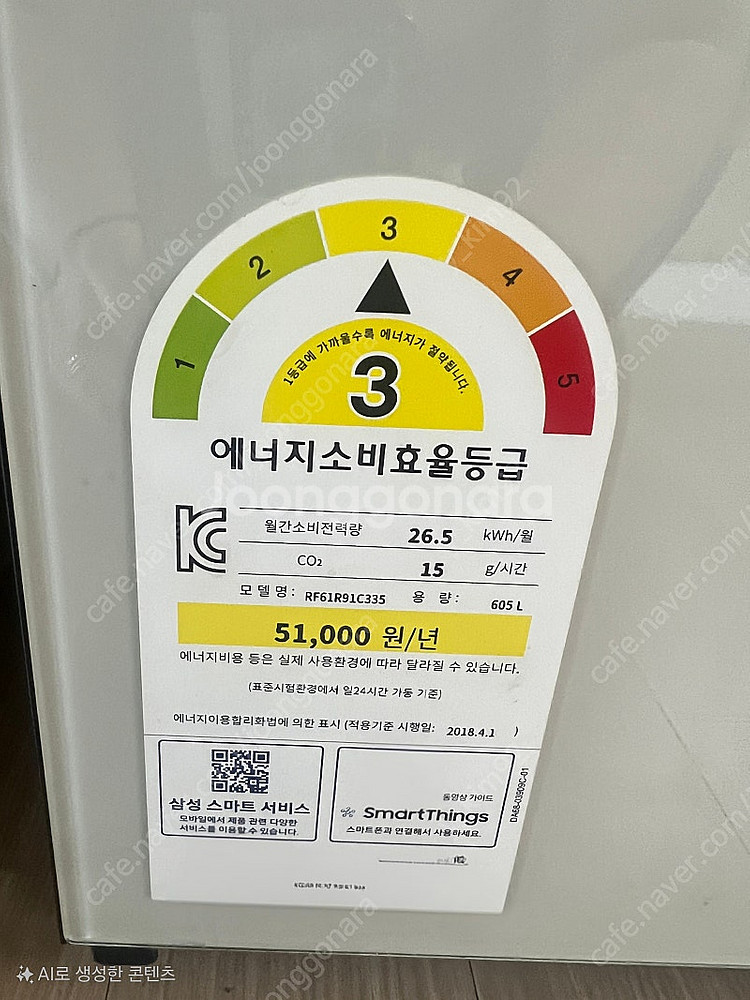 1 2 3 4 5
1등급에 가까울수록 에너지가 절약됩니다.
3
에너지소비효율등급
월간소비전력량 26.5 kWh/월
CO₂ 15 g/시간
모델명: RF61R91C335 용 량: 605 L
51,000 원/년
에너지비용 등은 실제 사용환경에 따라 달라질 수 있습니다.
(표준시험환경에서 일24시간 가동 기준)
에너지이용합리화법에 의한 표시 (적용기준 시행일: 2018.4.1 )
삼성 스마트 서비스
모바일에서 제품 관련 다양한
서비스를 이용할 수 있습니다.
동영상 가이드
SmartThings
스마트폰과 연결해서 사용하세요.
DA68-03909C-01
joonggonara
cafe.naver.com/joonggonara
AI로 생성한 콘텐츠